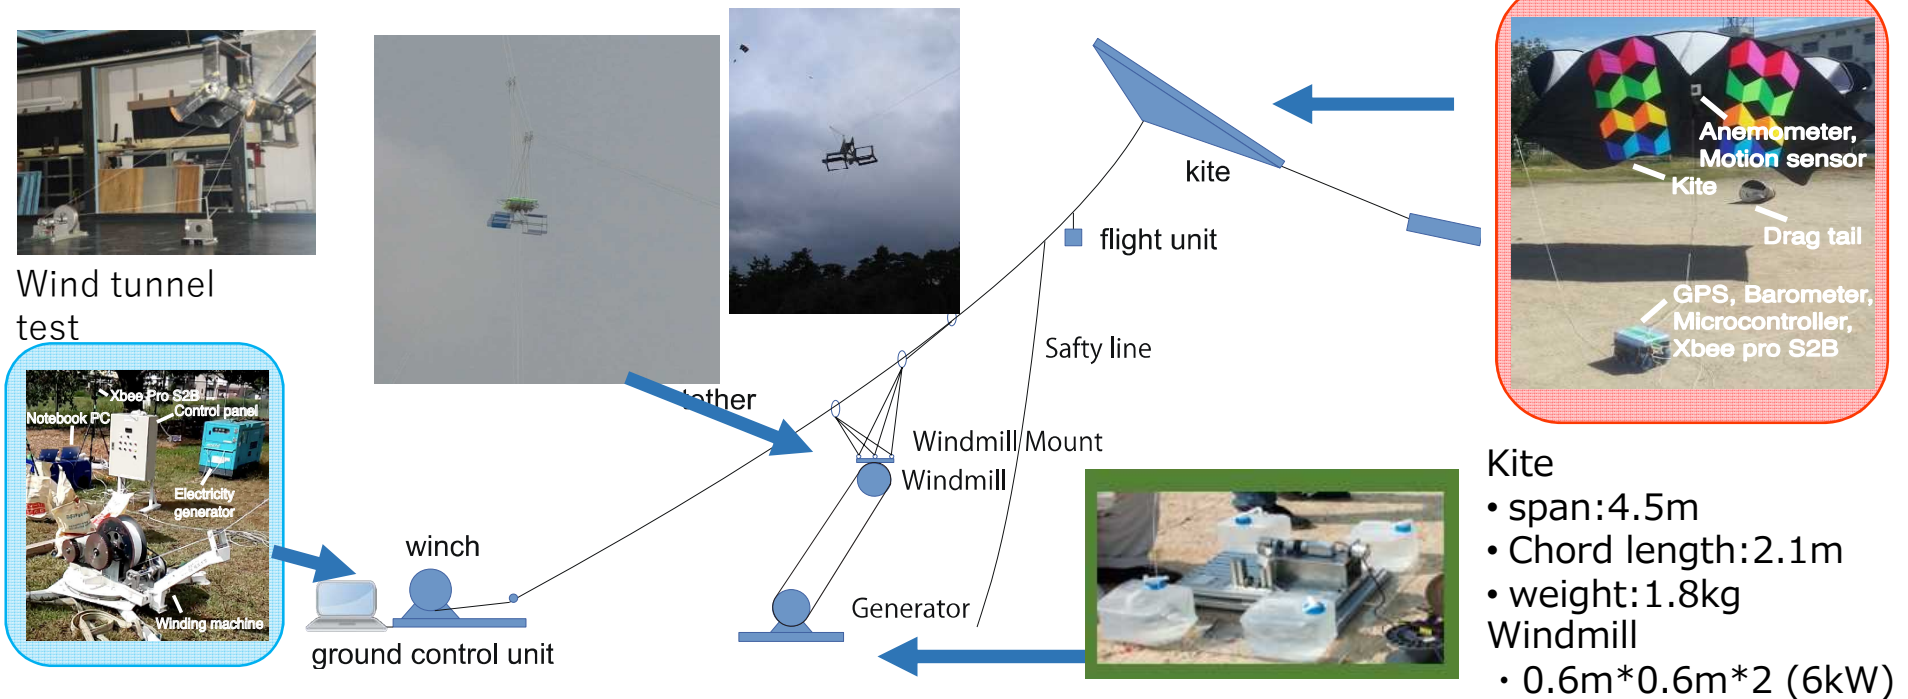 Wind tunnel
test
Xbee Pro S2B
Control panel
Notebook PC
Electricity
generator
Winding machine
tether
kite
flight unit
Safty line
Windmill Mount
Windmill
winch
Generator
ground control unit
Anemometer,
Motion sensor
Kite
Drag tail
GPS, Barometer,
Microcontroller,
Xbee pro S2B
Kite
• span:4.5m
• Chord length:2.1m
• weight:1.8kg
Windmill
・0.6m*0.6m*2 (6kW)